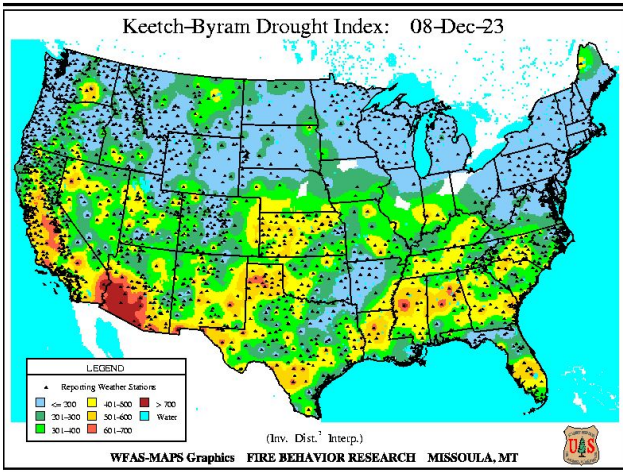 Keetch-Byram Drought Index: 08-Dec-23
LEGEND
Reporting Weather Stations
<= 200
401-500
> 700
201-300
501-600
Water
301-400
601-700
(Inv. Dist.² Interp.)
WFAS-MAPS Graphics FIRE BEHAVIOR RESEARCH MISSOULA, MT
U S